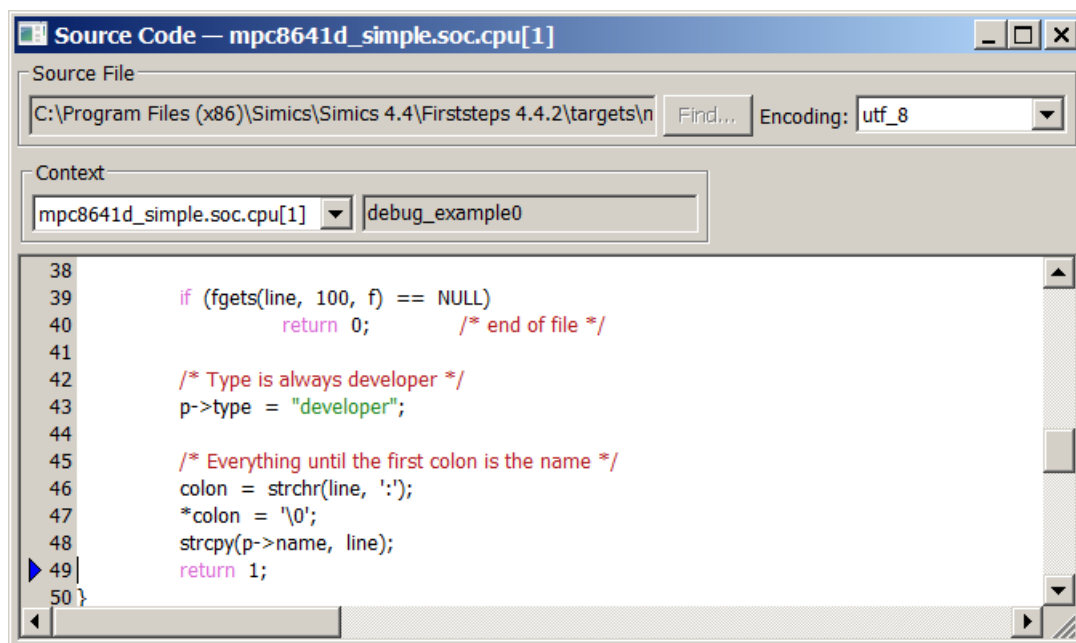 Source Code — mpc8641d_simple.soc.cpu[1]
Source File
C:\Program Files (x86)\Simics\Simics 4.4\Firststeps 4.4.2\targets\n Find... Encoding: utf_8
Context
mpc8641d_simple.soc.cpu[1] debug_example0
38
39 if (fgets(line, 100, f) == NULL)
40 return 0; /* end of file */
41
42 /* Type is always developer */
43 p->type = "developer";
44
45 /* Everything until the first colon is the name */
46 colon = strchr(line, ':');
47 *colon = '\0';
48 strcpy(p->name, line);
49 return 1;
50 }